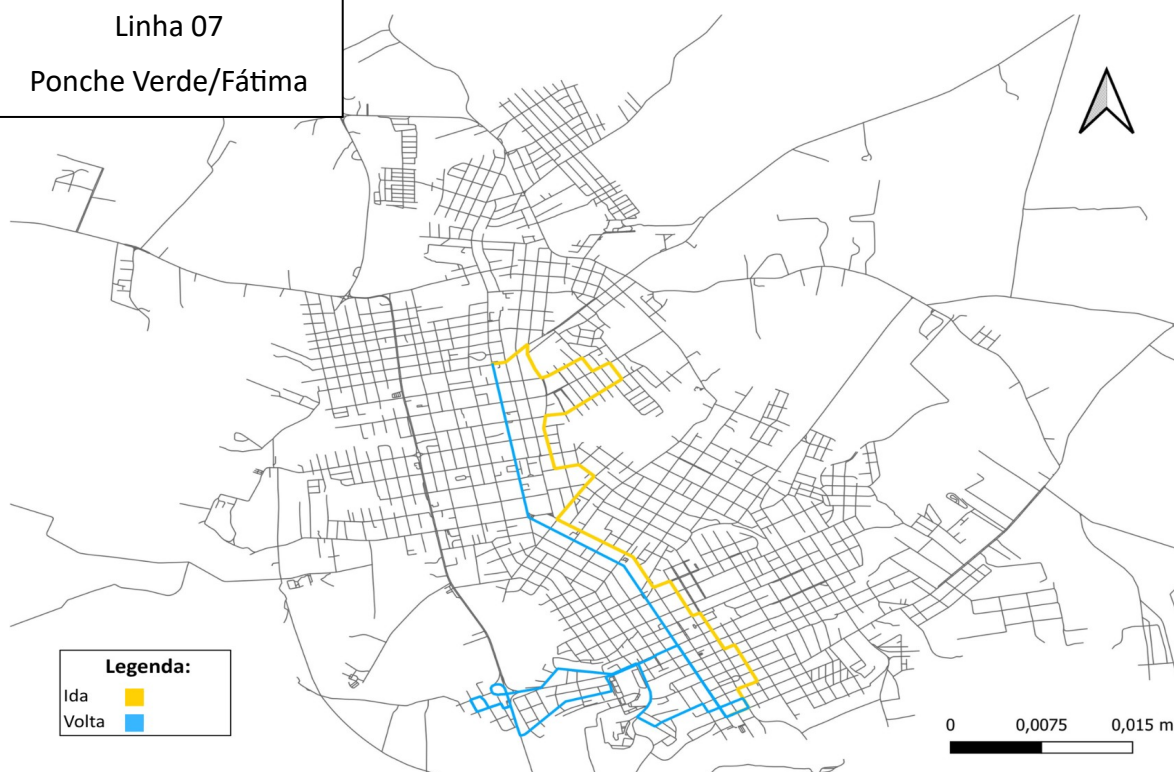 Linha 07
Ponche Verde/Fátima
Legenda:
Ida
Volta
0 0,0075 0,015 m